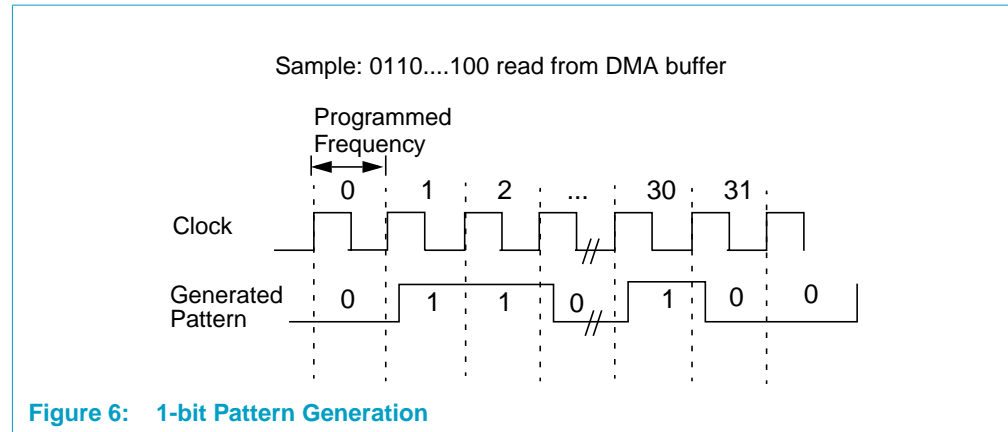 Sample: 0110....100 read from DMA buffer
Programmed
Frequency
0 1 2 ... 30 31
Clock
Generated
Pattern
0 1 1 0 1 0 0
Figure 6: 1-bit Pattern Generation